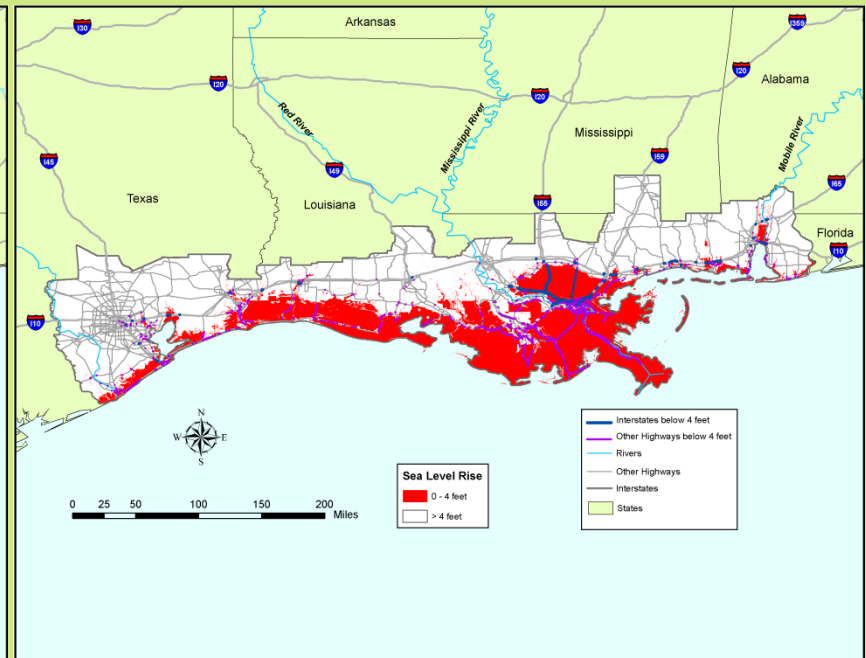 Arkansas
I30
I359
I20
I20
I20
Alabama
Red River
Mississippi River
Mississippi
Mobile River
I45
I49
I59
I65
Texas
Louisiana
I55
Florida
I10
I10
N
W E
S
Interstates below 4 feet
Other Highways below 4 feet
Rivers
Other Highways
Interstates
States
Sea Level Rise
0 - 4 feet
> 4 feet
0 25 50 100 150 200
Miles